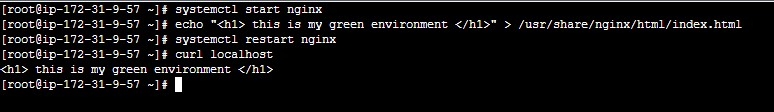 [root@ip-172-31-9-57 ~]# systemctl start nginx
[root@ip-172-31-9-57 ~]# echo "<h1> this is my green environment </h1>" > /usr/share/nginx/html/index.html
[root@ip-172-31-9-57 ~]# systemctl restart nginx
[root@ip-172-31-9-57 ~]# curl localhost
<h1> this is my green environment </h1>
[root@ip-172-31-9-57 ~]#